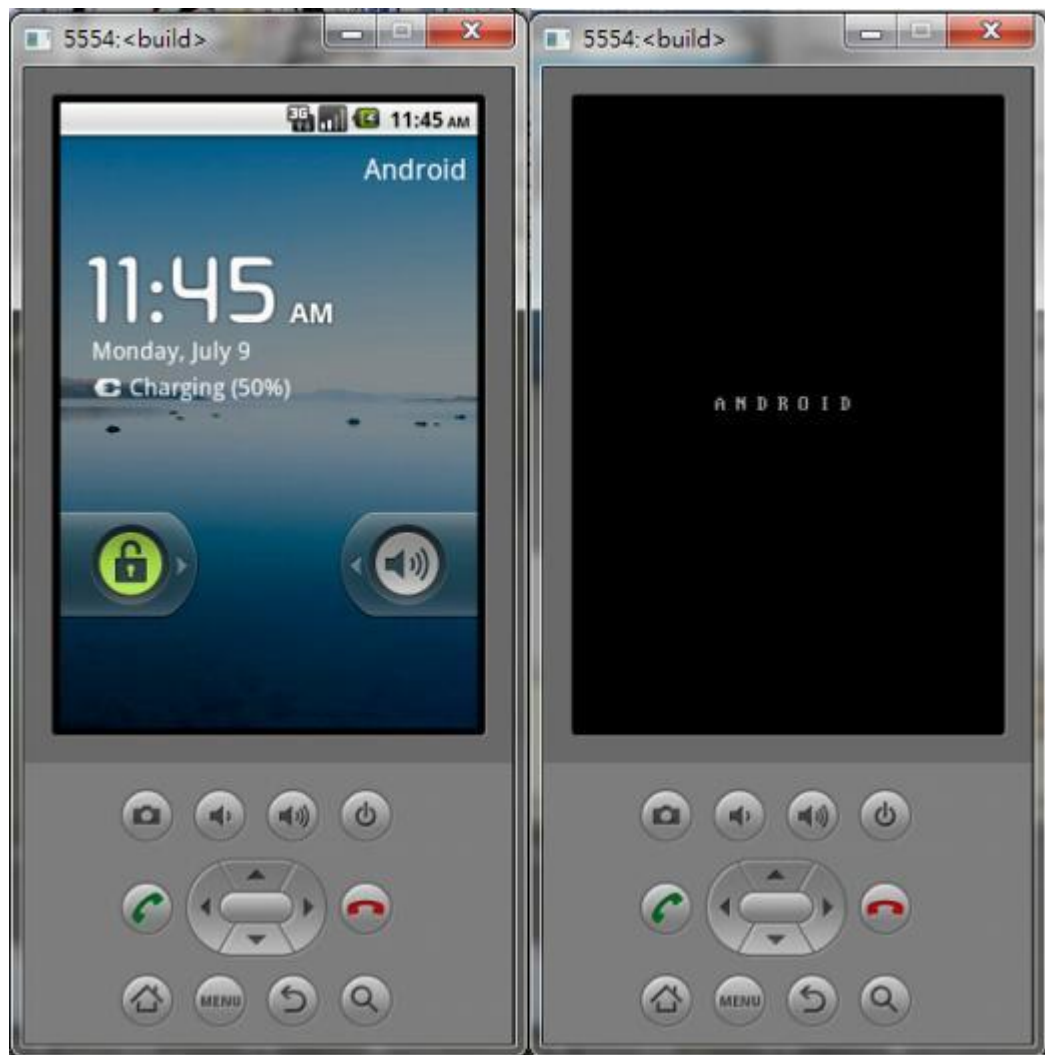 5554:<build>
3G
11:45 AM
Android
11:45 AM
Monday, July 9
Charging (50%)
MENU
5554:<build>
ANDROID
MENU